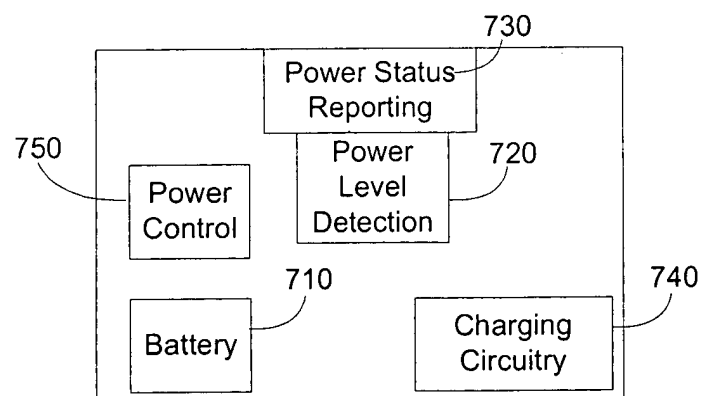 730
Power Status
Reporting
750
Power
Level
Detection
720
Power
Control
710
Battery
740
Charging
Circuitry